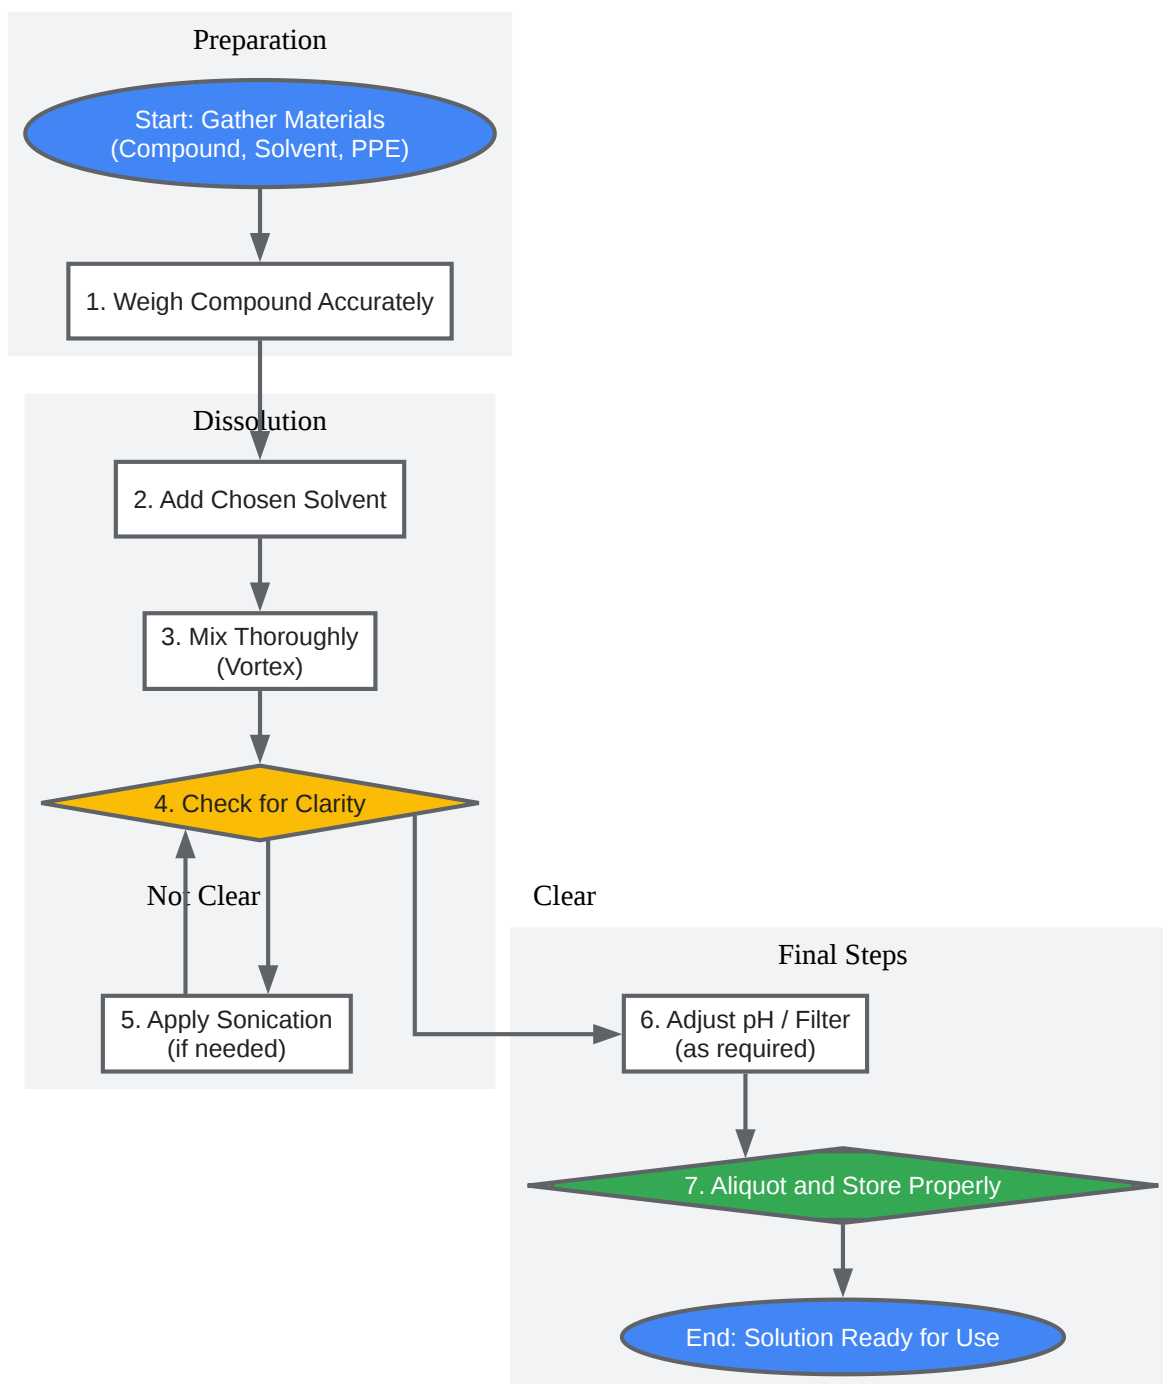 Preparation
Start: Gather Materials
(Compound, Solvent, PPE)
1. Weigh Compound Accurately
Dissolution
2. Add Chosen Solvent
3. Mix Thoroughly
(Vortex)
4. Check for Clarity
Not Clear
Clear
5. Apply Sonication
(if needed)
Final Steps
6. Adjust pH / Filter
(as required)
7. Aliquot and Store Properly
End: Solution Ready for Use